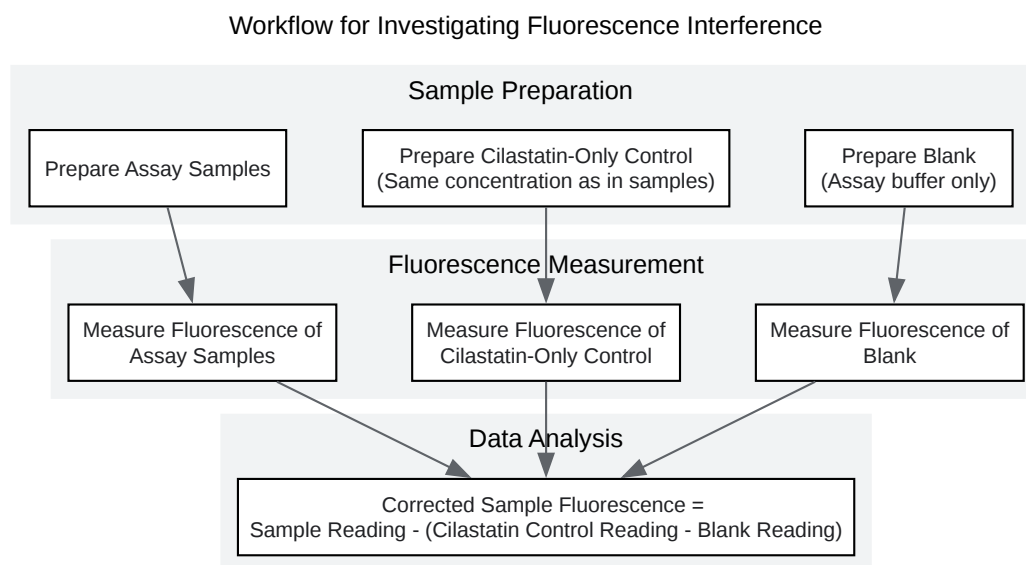 Workflow for Investigating Fluorescence Interference
Sample Preparation
Prepare Assay Samples
Prepare Cilastatin-Only Control
(Same concentration as in samples)
Prepare Blank
(Assay buffer only)
Fluorescence Measurement
Measure Fluorescence of
Assay Samples
Measure Fluorescence of
Cilastatin-Only Control
Measure Fluorescence of
Blank
Data Analysis
Corrected Sample Fluorescence =
Sample Reading - (Cilastatin Control Reading - Blank Reading)